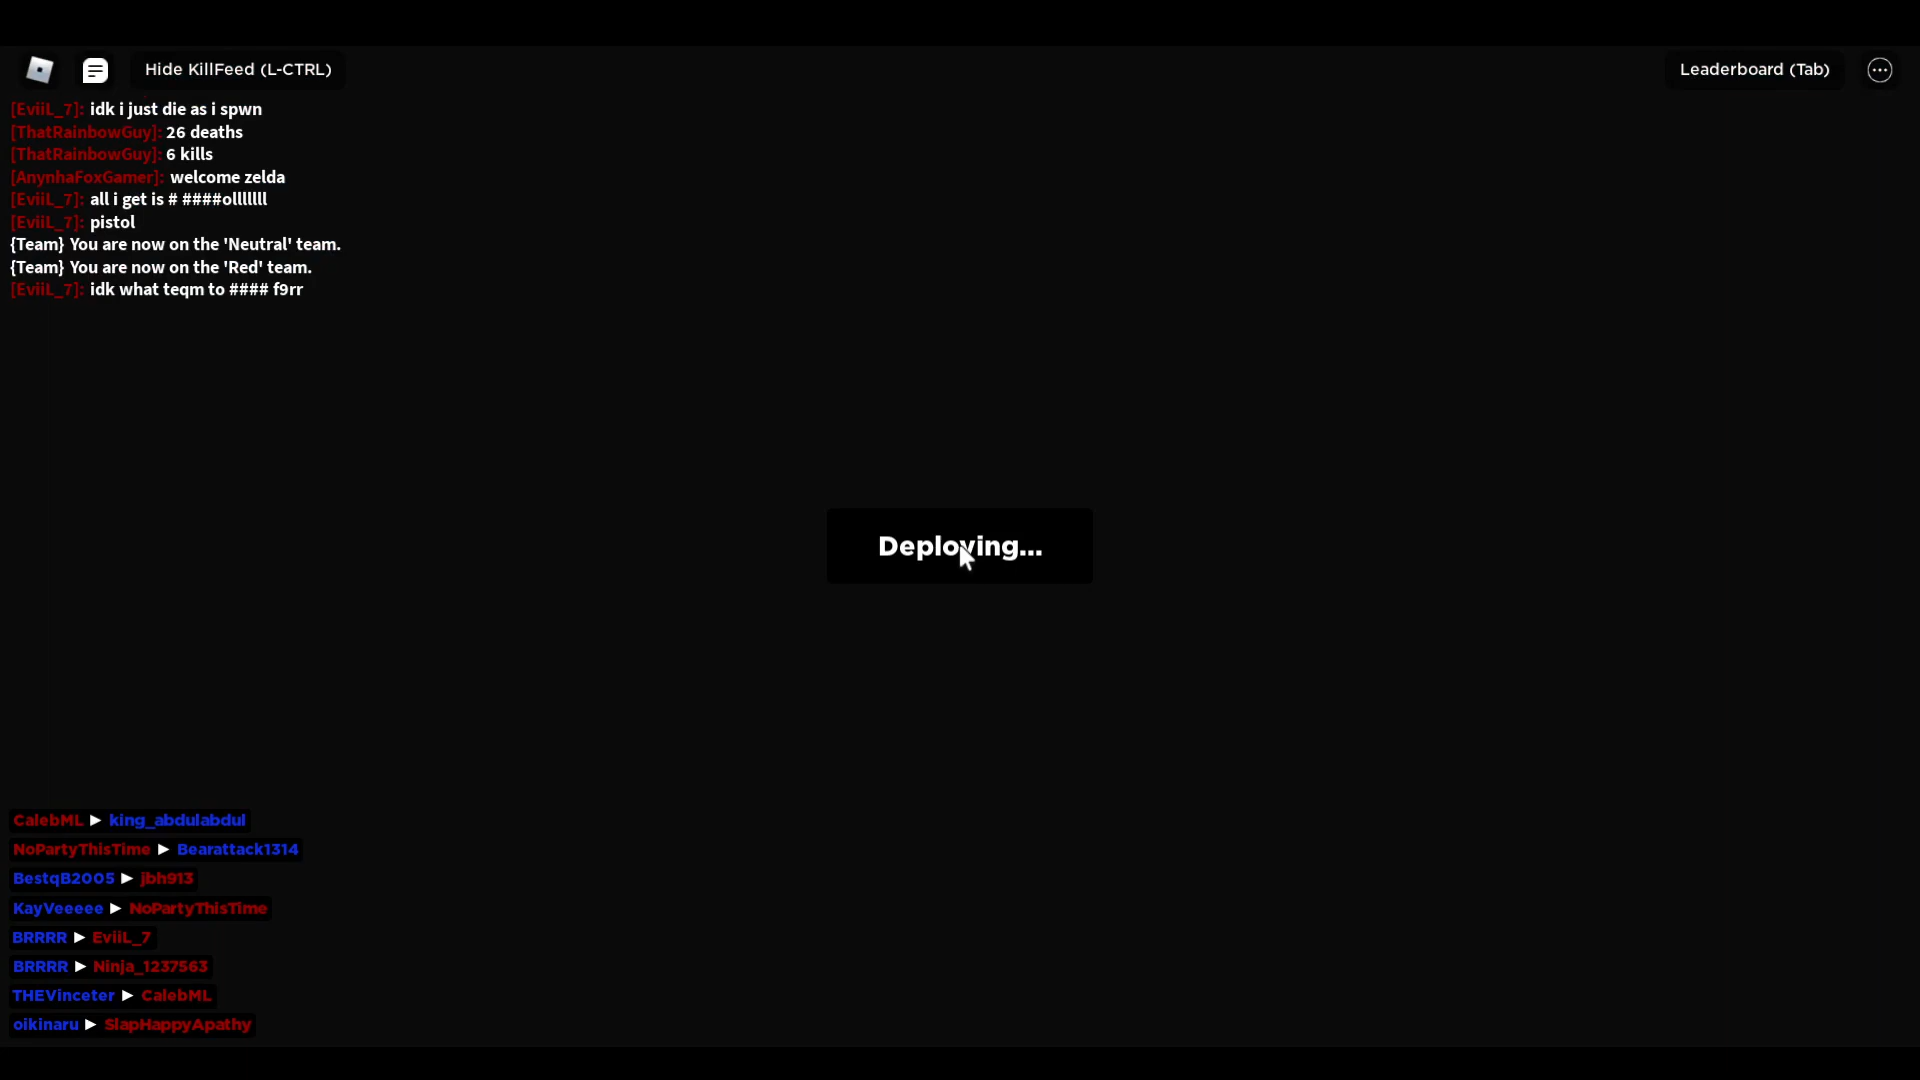 Hide KillFeed (L-CTRL)
Leaderboard (Tab)
[EviiL_7]: idk i just die as i spwn
[ThatRainbowGuy]: 26 deaths
[ThatRainbowGuy]: 6 kills
[AnynhaFoxGamer]: welcome zelda
[EviiL_7]: all i get is # ####olllllll
[EviiL_7]: pistol
{Team} You are now on the 'Neutral' team.
{Team} You are now on the 'Red' team.
[EviiL_7]: idk what teqm to #### f9rr
Deploying...
CalebML ► king_abdulabdul
NoPartyThisTime ► Bearattack1314
BestqB2005 ► jbh913
KayVeeeee ► NoPartyThisTime
BRRRR ► EviiL_7
BRRRR ► Ninja_1237563
THEVinceter ► CalebML
oikinaru ► SlapHappyApathy